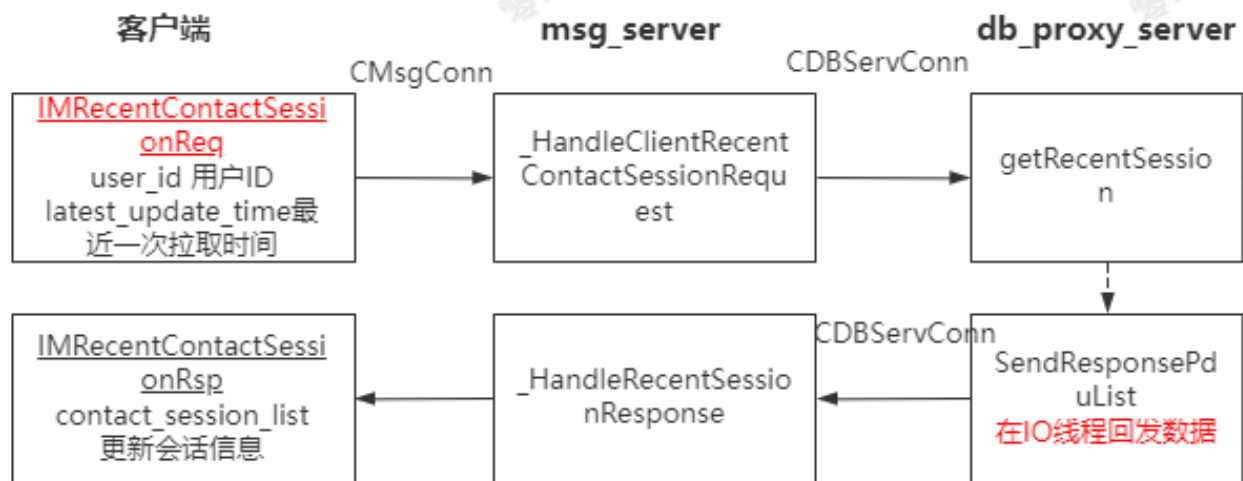 客户端
msg_server
db_proxy_server
CMsgConn
CDBServConn
IMRecentContactSessi
onReq
user_id 用户ID
latest_update_time最
近一次拉取时间
_HandleClientRecent
ContactSessionReque
st
getRecentSessio
n
IMRecentContactSessi
onRsp
contact_session_list
更新会话信息
_HandleRecentSessio
nResponse
CDBServConn
SendResponsePd
uList
在IO线程回发数据